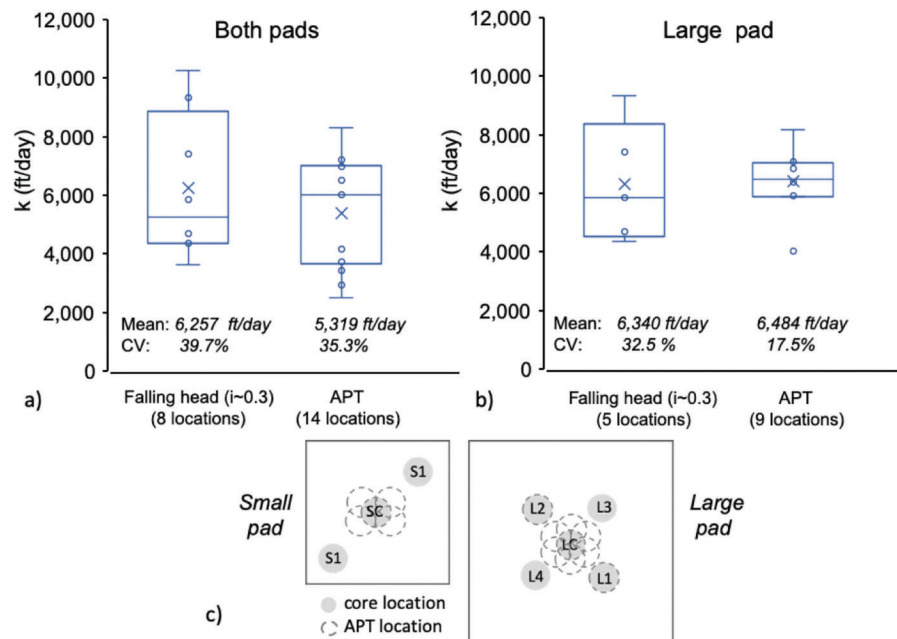 Both pads
12,000
10,000
8,000
6,000
4,000
2,000
0
k (ft/day)
Mean: 6,257 ft/day 5,319 ft/day
CV: 39.7% 35.3%
a)
Falling head (i~0.3) APT
(8 locations) (14 locations)
Large pad
12,000
10,000
8,000
6,000
4,000
2,000
0
k (ft/day)
Mean: 6,340 ft/day 6,484 ft/day
CV: 32.5 % 17.5%
b)
Falling head (i~0.3) APT
(5 locations) (9 locations)
Small
pad
S1
SC
S1
L2 L3
LC
L4 L1
Large
pad
c)
core location
APT location